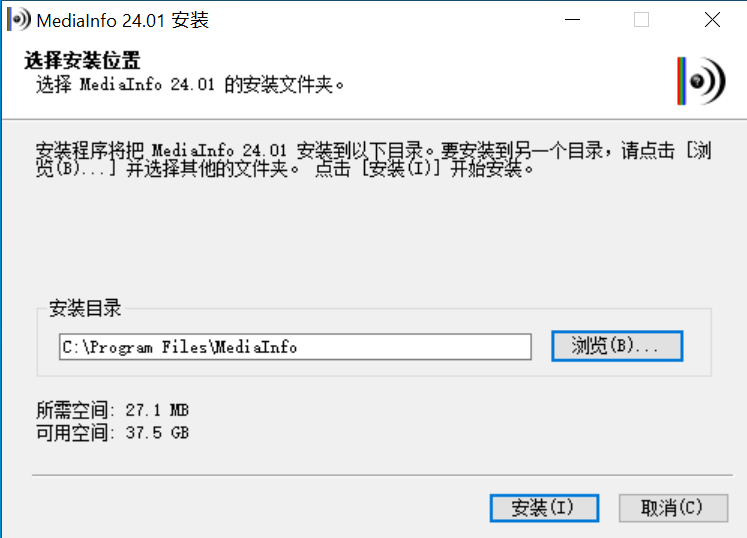 MediaInfo 24.01 安装
选择安装位置
选择 MediaInfo 24.01 的安装文件夹。
安装程序将把 MediaInfo 24.01 安装到以下目录。要安装到另一个目录，请点击 [浏
览(B)...] 并选择其他的文件夹。 点击 [安装(I)] 开始安装。
安装目录
C:\Program Files\MediaInfo
浏览(B)...
所需空间: 27.1 MB
可用空间: 37.5 GB
安装(I)
取消(C)